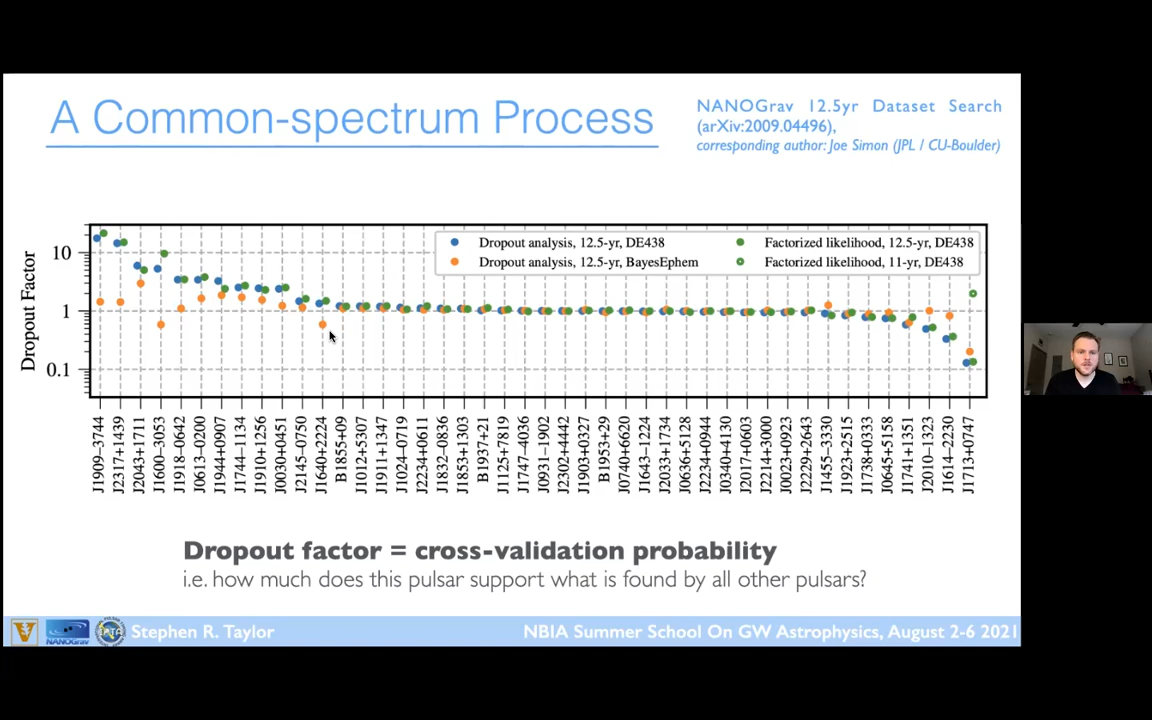 A Common-spectrum Process
NANOGrav 12.5yr Dataset Search
(arXiv:2009.04496),
corresponding author: Joe Simon (JPL / CU-Boulder)
Dropout Factor
10
1
0.1
Dropout analysis, 12.5-yr, DE438
Dropout analysis, 12.5-yr, BayesEphem
Factorized likelihood, 12.5-yr, DE438
Factorized likelihood, 11-yr, DE438
J1909-3744
J2317+1439
J2043+1711
J1600-3053
J1918-0642
J0613-0200
J1944+0907
J1744-1134
J1910+1256
J0030+0451
J2145-0750
J1640+2224
B1855+09
J1012+5307
J1911+1347
J1024-0719
J2234+0611
J1832-0836
J1853+1303
B1937+21
J1125+7819
J1747-4036
J0931-1902
J2302+4442
J1903+0327
B1953+29
J0740+6620
J1643-1224
J2033+1734
J0636+5128
J2234+0944
J0340+4130
J2017+0603
J2214+3000
J0023+0923
J2229+2643
J1455-3330
J1923+2515
J1738+0333
J0645+5158
J1741+1351
J2010-1323
J1614-2230
J1713+0747
Dropout factor = cross-validation probability
i.e. how much does this pulsar support what is found by all other pulsars?
V
NANOGrav
IPTA
Stephen R. Taylor
NBIA Summer School On GW Astrophysics, August 2-6 2021